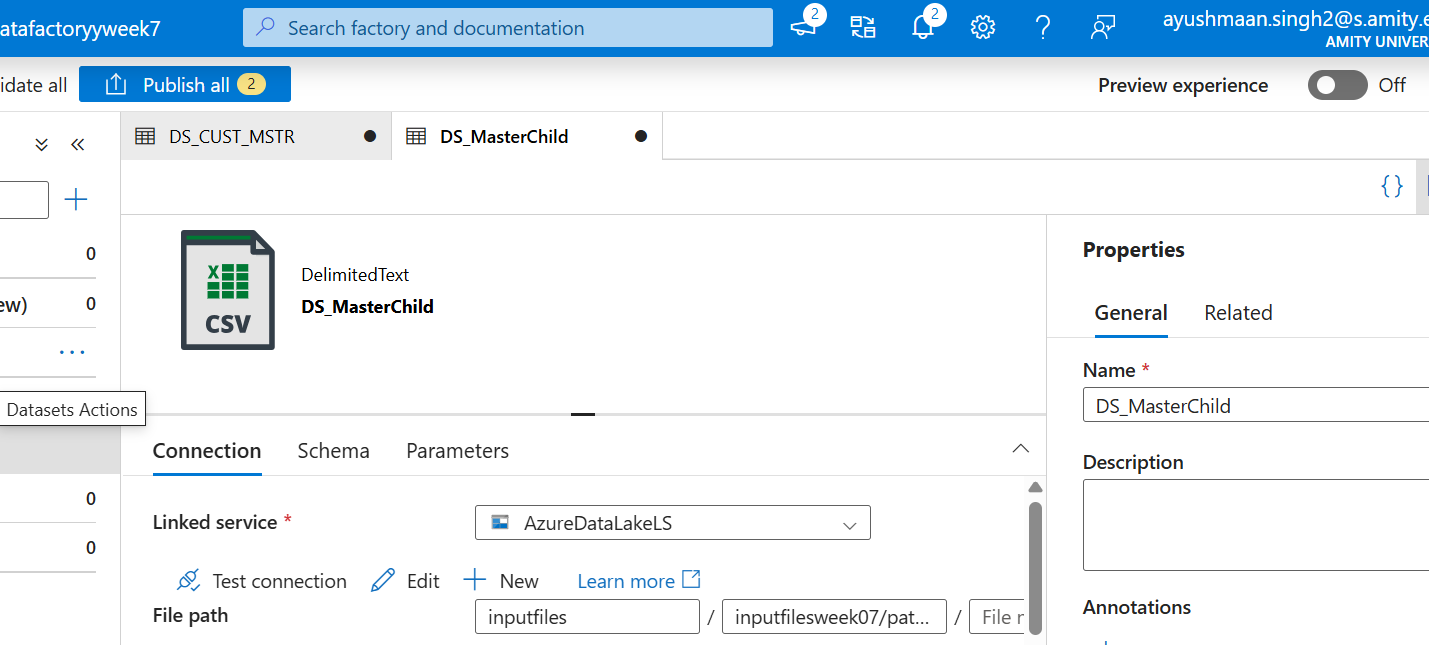 atafactoryyweek7
Search factory and documentation
2
2
ayushmaan.singh2@s.amity.e
AMITY UNIVER
idate all
Publish all 2
Preview experience
Off
DS_CUST_MSTR
DS_MasterChild
0
ew) 0
Datasets Actions
0
0
DelimitedText
DS_MasterChild
X
CSV
Connection
Schema
Parameters
Linked service *
AzureDataLakeLS
Test connection
Edit
New
Learn more
File path
inputfiles / inputfilesweek07/pat... / File r
Properties
General
Related
Name *
DS_MasterChild
Description
Annotations